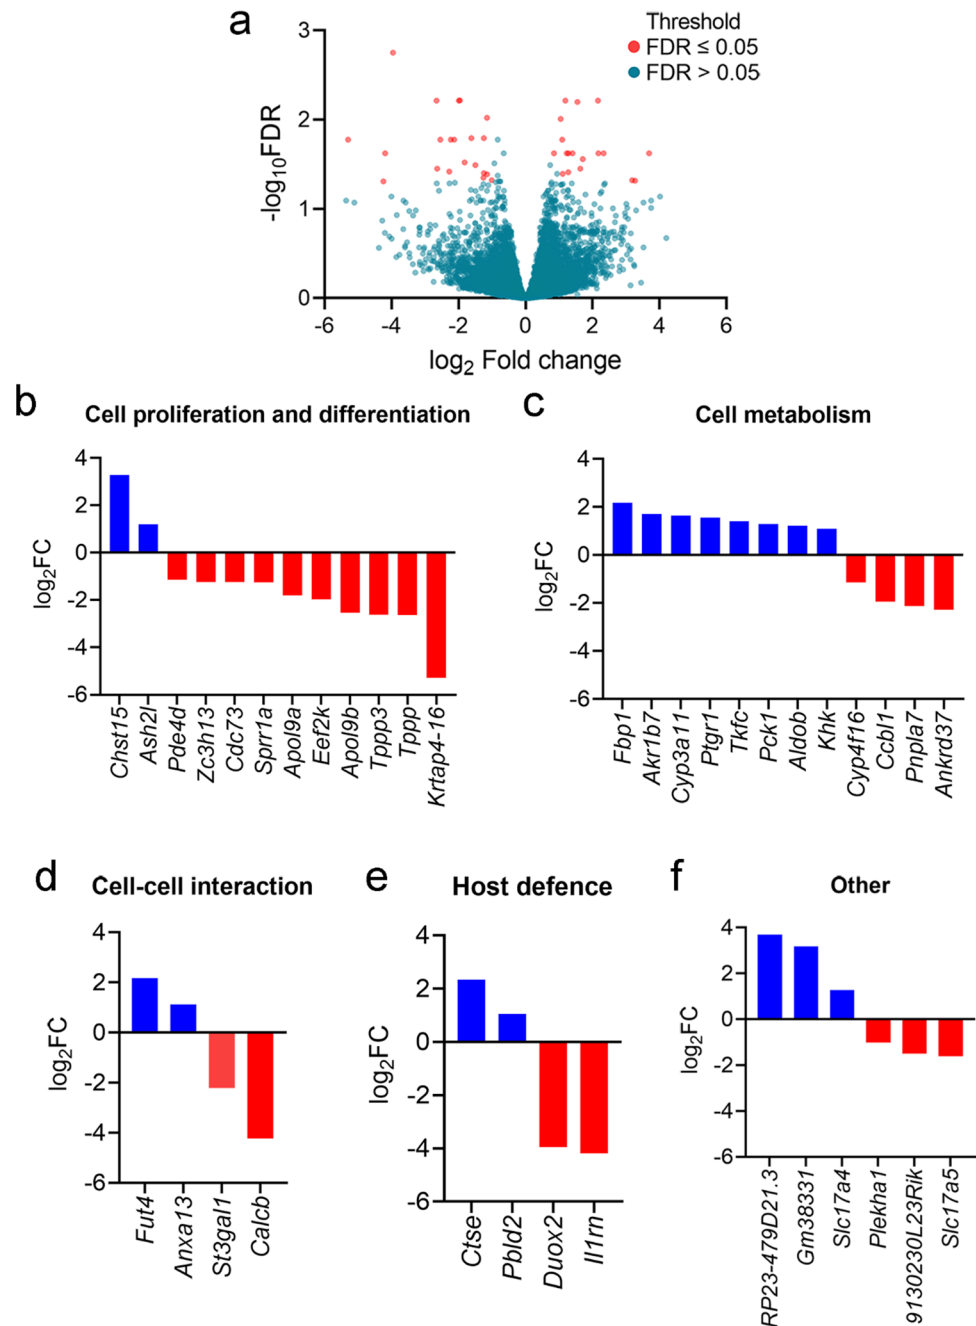 a
Threshold
FDR ≤ 0.05
FDR > 0.05
3
2
1
0
-log10FDR
-6 -4 -2 0 2 4 6
log2 Fold change
b
Cell proliferation and differentiation
4
2
0
-2
-4
-6
log2FC
Chst15
Ash2l
Pde4d
Zc3h13
Cdc73
Sprr1a
Apol9a
Eef2k
Apol9b
Tppp3
Tppp
Krtap4-16
c
Cell metabolism
4
2
0
-2
-4
-6
log2FC
Fbp1
Akr1b7
Cyp3a11
Ptgr1
Tkfc
Pck1
Aldob
Khk
Cyp4f16
Ccbl1
Pnpla7
Ankrd37
d
Cell-cell interaction
4
2
0
-2
-4
-6
log2FC
Fut4
Anxa13
St3gal1
Calcb
e
Host defence
4
2
0
-2
-4
-6
log2FC
Ctse
Pbld2
Duox2
Il1rn
f
Other
4
2
0
-2
-4
-6
log2FC
RP23-479D21.3
Gm38331
Slc17a4
Plekha1
9130230L23Rik
Slc17a5